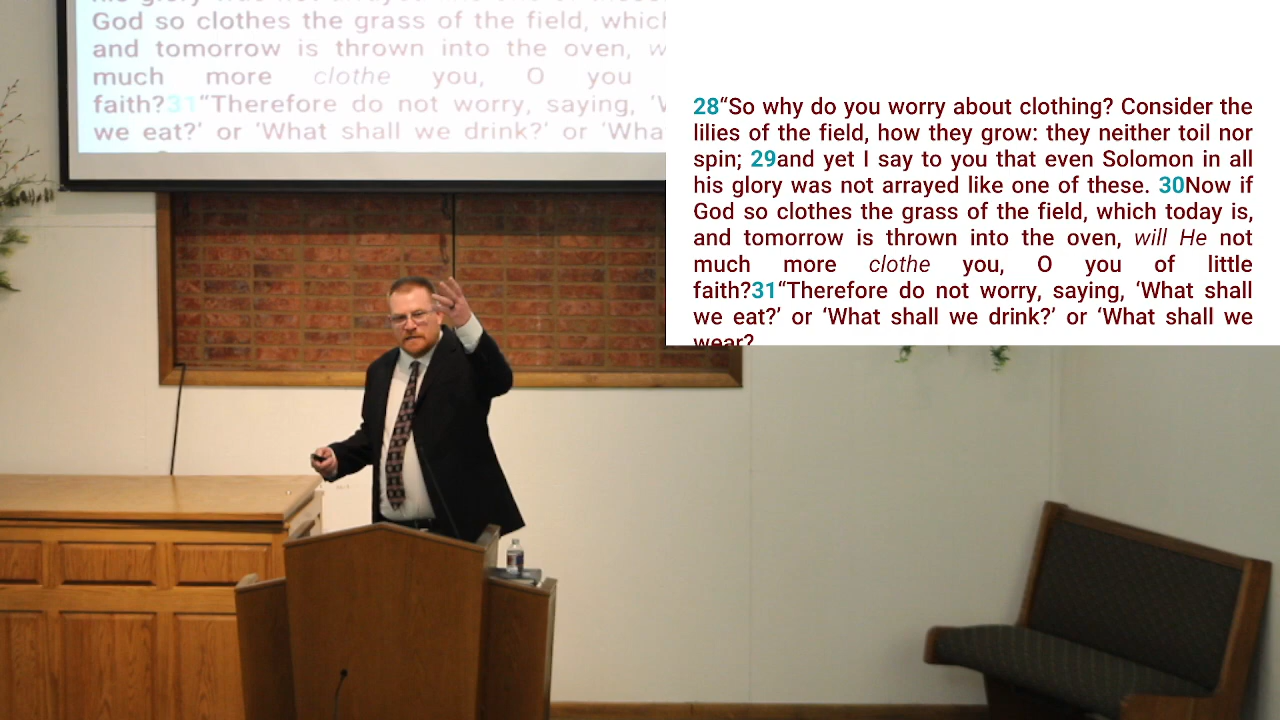 God so clothes the grass of the field, which
and tomorrow is thrown into the oven,
much more clothe you, O you
faith?31“Therefore do not worry, saying,
we eat?’ or ‘What shall we drink?’ or ‘Wha
28“So why do you worry about clothing? Consider the
lilies of the field, how they grow: they neither toil nor
spin; 29and yet I say to you that even Solomon in all
his glory was not arrayed like one of these. 30Now if
God so clothes the grass of the field, which today is,
and tomorrow is thrown into the oven, will He not
much more clothe you, O you of little
faith?31“Therefore do not worry, saying, ‘What shall
we eat?’ or ‘What shall we drink?’ or ‘What shall we
wear?